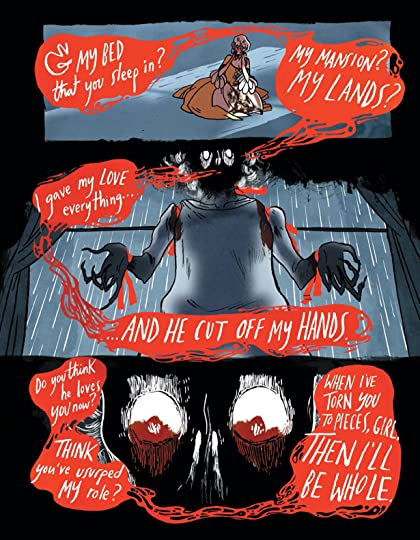 MY BED
that you sleep in?
MY MANSION?
MY LANDS?
I gave my LOVE
everything...
...AND HE CUT OFF MY HANDS.
Do you think
he loves
you now?
THINK
you've usurped
MY role?
WHEN I'VE
TORN YOU
TO PIECES, GIRL,
THEN I'LL
BE WHOLE.